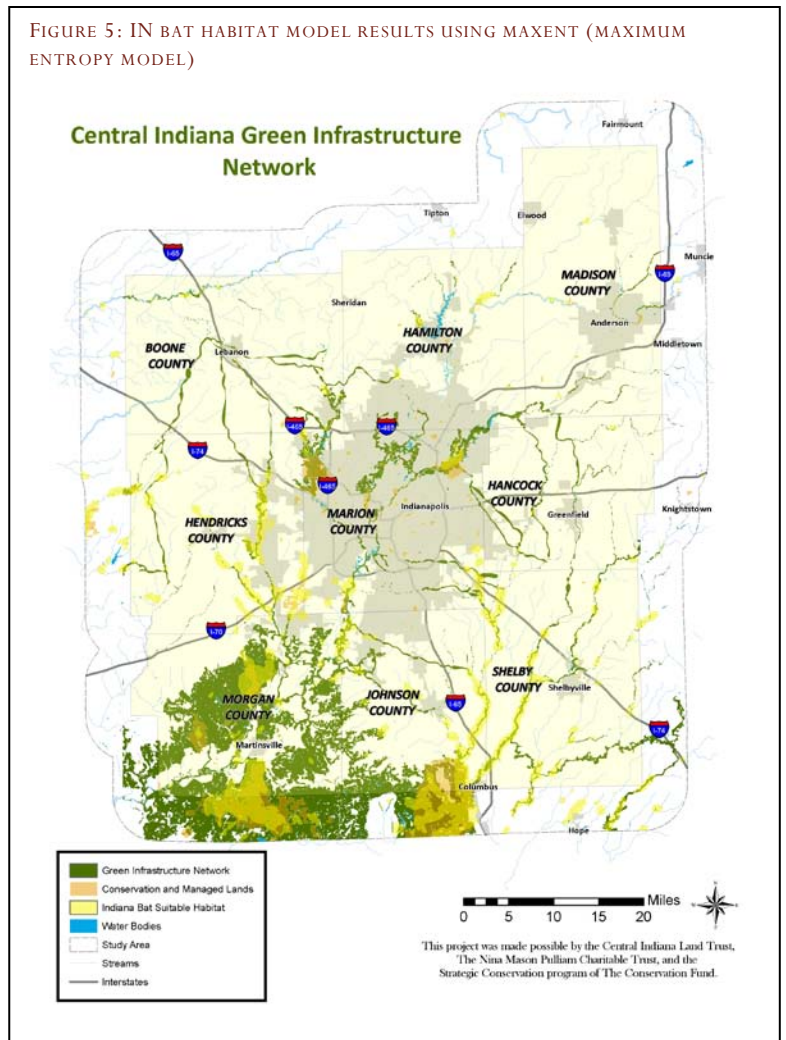 FIGURE 5: IN BAT HABITAT MODEL RESULTS USING MAXENT (MAXIMUM
ENTROPY MODEL)
Central Indiana Green Infrastructure
Network
Fairmount
Tipton
Elwood
I-65
Muncie
MADISON
COUNTY
I-69
Sheridan
Anderson
HAMILTON
COUNTY
BOONE
COUNTY
Lebanon
Middletown
I-465
I-465
I-74
I-465
HANCOCK
COUNTY
MARION
COUNTY
Indianapolis
Greenfield
Knightstown
HENDRICKS
COUNTY
I-70
SHELBY
COUNTY
Shelbyville
MORGAN
COUNTY
JOHNSON
COUNTY
I-65
I-74
Martinsville
Columbus
Hope
Green Infrastructure Network
Conservation and Managed Lands
Indiana Bat Suitable Habitat
Water Bodies
Study Area
Streams
Interstates
Miles
0 5 10 15 20
This project was made possible by the Central Indiana Land Trust,
The Nina Mason Pulliam Charitable Trust, and the
Strategic Conservation program of The Conservation Fund.